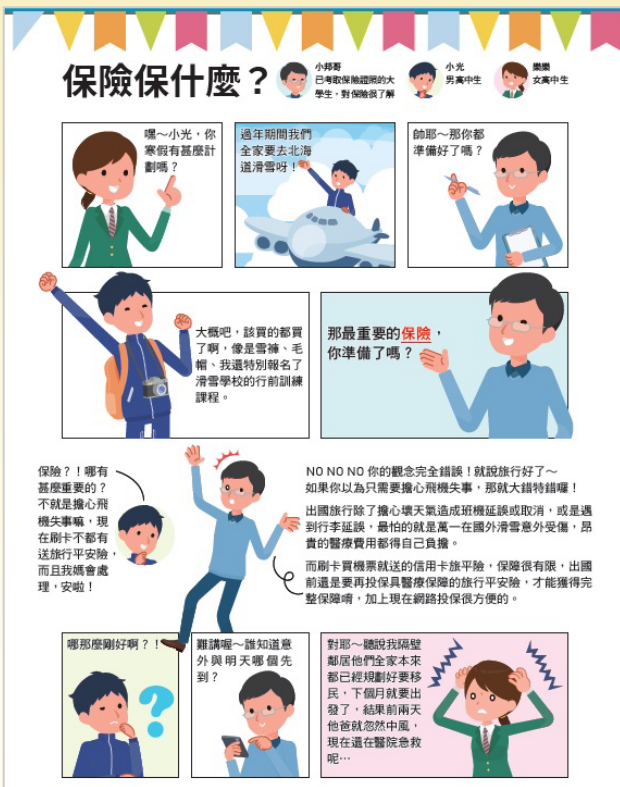 保險保什麼？
小邦哥
已考取保險證照的大
學生，對保險很了解
小光
男高中生
樂樂
女高中生
嘿～小光，你
寒假有甚麼計
劃嗎？
過年期間我們
全家要去北海
道滑雪呀！
帥耶～那你都
準備好了嗎？
大概吧，該買的都買
了啊，像是雪褲、毛
帽、我還特別報名了
滑雪學校的行前訓練
課程。
那最重要的保險，
你準備了嗎？
保險？！哪有
甚麼重要的？
不就是擔心飛
機失事嘛，現
在刷卡不都有
送旅行平安險，
而且我媽會處
理，安啦！
NO NO NO 你的觀念完全錯誤！就說旅行好了～
如果你以為只需要擔心飛機失事，那就大錯特錯囉！
出國旅行除了擔心壞天氣造成班機延誤或取消，或是遇
到行李延誤，最怕的就是萬一在國外滑雪意外受傷，昂
貴的醫療費用都得自己負擔。
而刷卡買機票就送的信用卡旅平險，保障很有限，出國
前還是要再投保具醫療保障的旅行平安險，才能獲得完
整保障唷，加上現在網路投保很方便的。
哪那麼剛好啊？！
難講喔～誰知道意
外與明天哪個先
到？
對耶～聽說我隔壁
鄰居他們全家本來
都已經規劃好要移
民，下個月就要出
發了，結果前兩天
他爸就忽然中風，
現在還在醫院急救
呢⋯